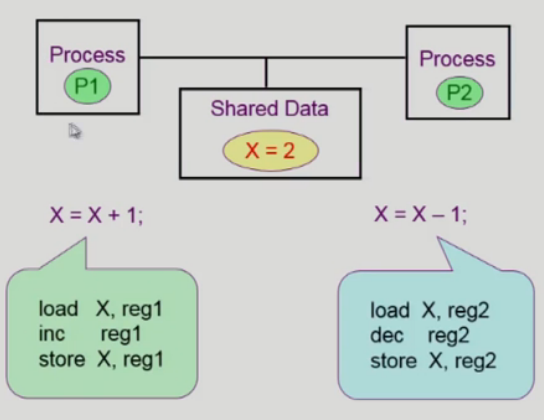 Process
P1
Process
P2
Shared Data
X = 2
X = X + 1;
X = X – 1;
load X, reg1
inc reg1
store X, reg1
load X, reg2
dec reg2
store X, reg2